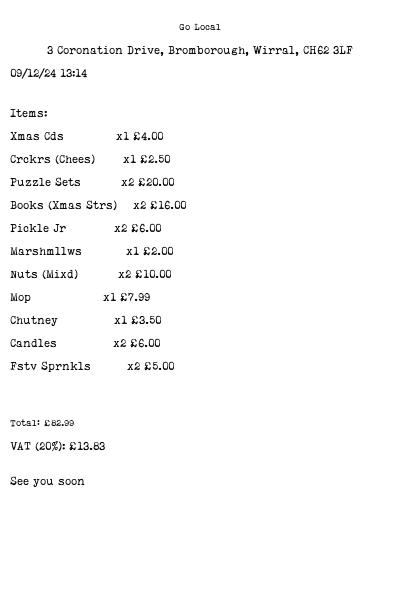 Go Local
3 Coronation Drive, Bromborough, Wirral, CH62 3LF
09/12/24 13:14
Items:
Xmas Cds x1 £4.00
Crckrs (Chees) x1 £2.50
Puzzle Sets x2 £20.00
Books (Xmas Strs) x2 £16.00
Pickle Jr x2 £6.00
Marshmllws x1 £2.00
Nuts (Mixd) x2 £10.00
Mop x1 £7.99
Chutney x1 £3.50
Candles x2 £6.00
Fstv Sprnkls x2 £5.00
Total: £82.99
VAT (20%): £13.83
See you soon